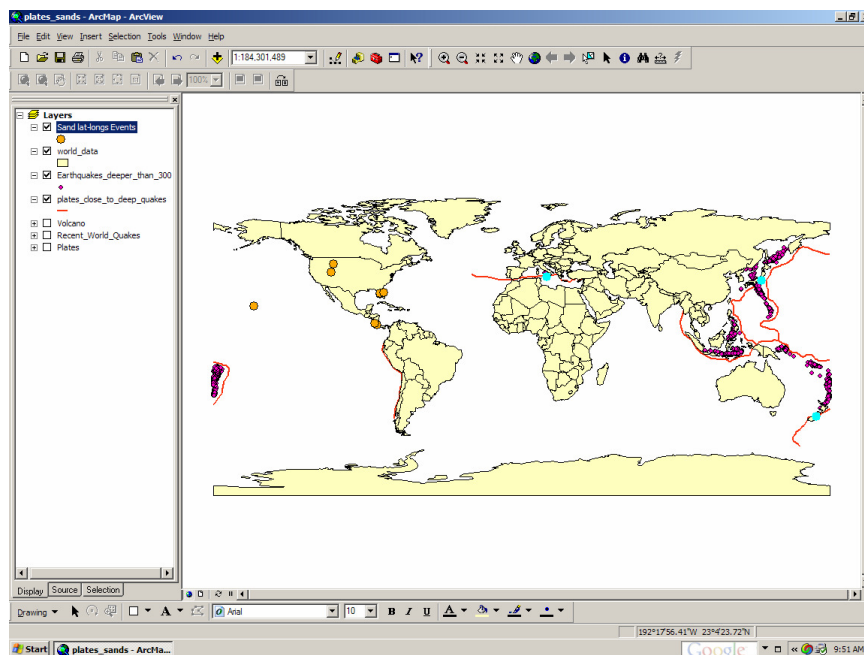 plates_sands - ArcMap - ArcView
File Edit View Insert Selection Tools Window Help
1:184,301,489
100%
Layers
Sand lat-longs Events
world_data
Earthquakes_deeper_than_300
plates_close_to_deep_quakes
Volcano
Recent_World_Quakes
Plates
Display Source Selection
Drawing A Arial 10 B I U A
192°17'56.41"W 23°4'23.72"N
Start plates_sands - ArcMa... Google 9:51 AM